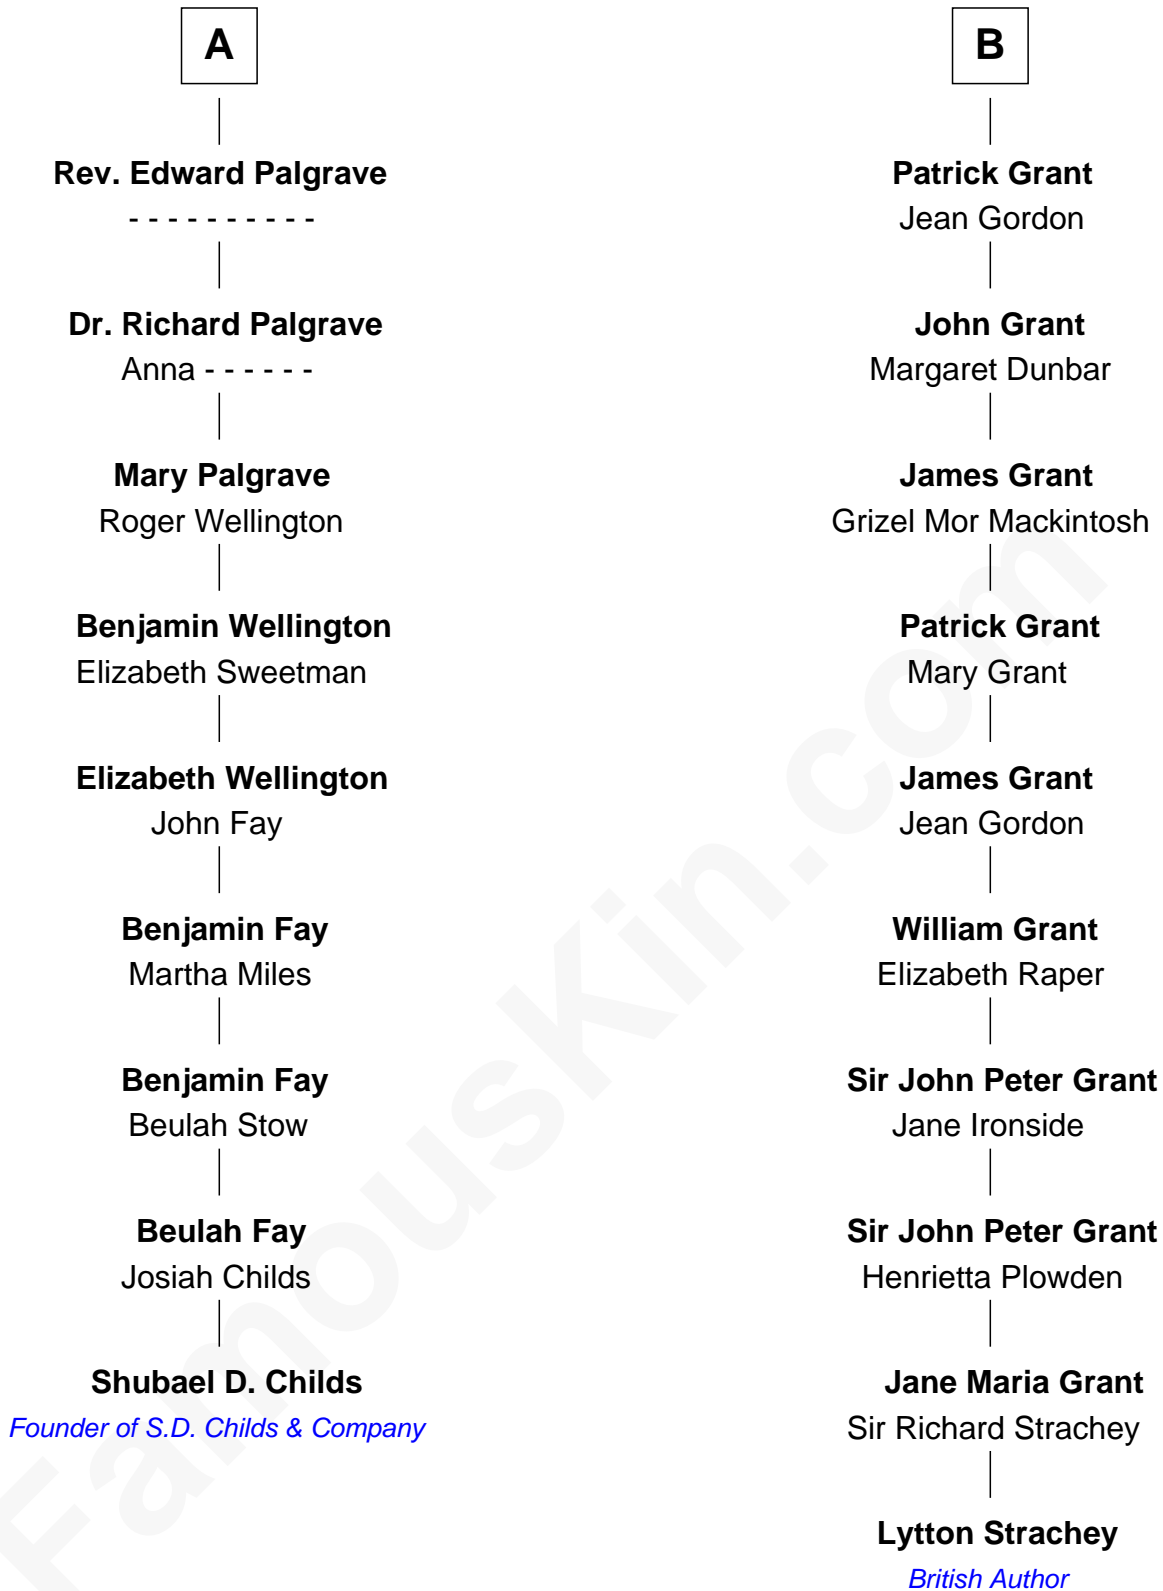 A
Rev. Edward Palgrave
- - - - - - - - - -
Dr. Richard Palgrave
Anna - - - - - -
Mary Palgrave
Roger Wellington
Benjamin Wellington
Elizabeth Sweetman
Elizabeth Wellington
John Fay
Benjamin Fay
Martha Miles
Benjamin Fay
Beulah Stow
Beulah Fay
Josiah Childs
Shubael D. Childs
Founder of S.D. Childs & Company
B
Patrick Grant
Jean Gordon
John Grant
Margaret Dunbar
James Grant
Grizel Mor Mackintosh
Patrick Grant
Mary Grant
James Grant
Jean Gordon
William Grant
Elizabeth Raper
Sir John Peter Grant
Jane Ironside
Sir John Peter Grant
Henrietta Plowden
Jane Maria Grant
Sir Richard Strachey
Lytton Strachey
British Author
FamousKin.com